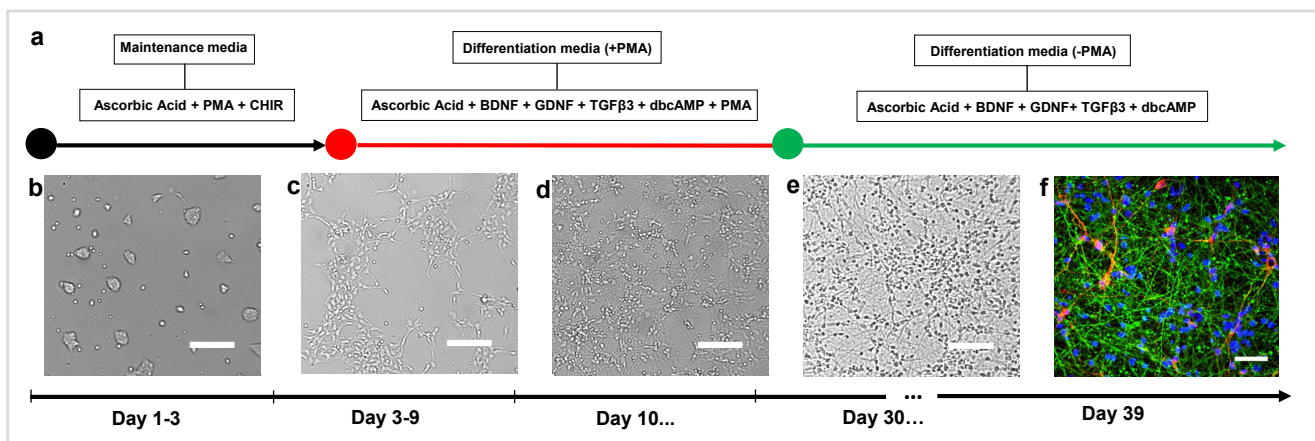 a
Maintenance media
Differentiation media (+PMA)
Differentiation media (-PMA)
Ascorbic Acid + PMA + CHIR
Ascorbic Acid + BDNF + GDNF + TGFβ3 + dbcAMP + PMA
Ascorbic Acid + BDNF + GDNF+ TGFβ3 + dbcAMP
b
c
d
e
f
...
Day 1-3
Day 3-9
Day 10...
Day 30...
Day 39